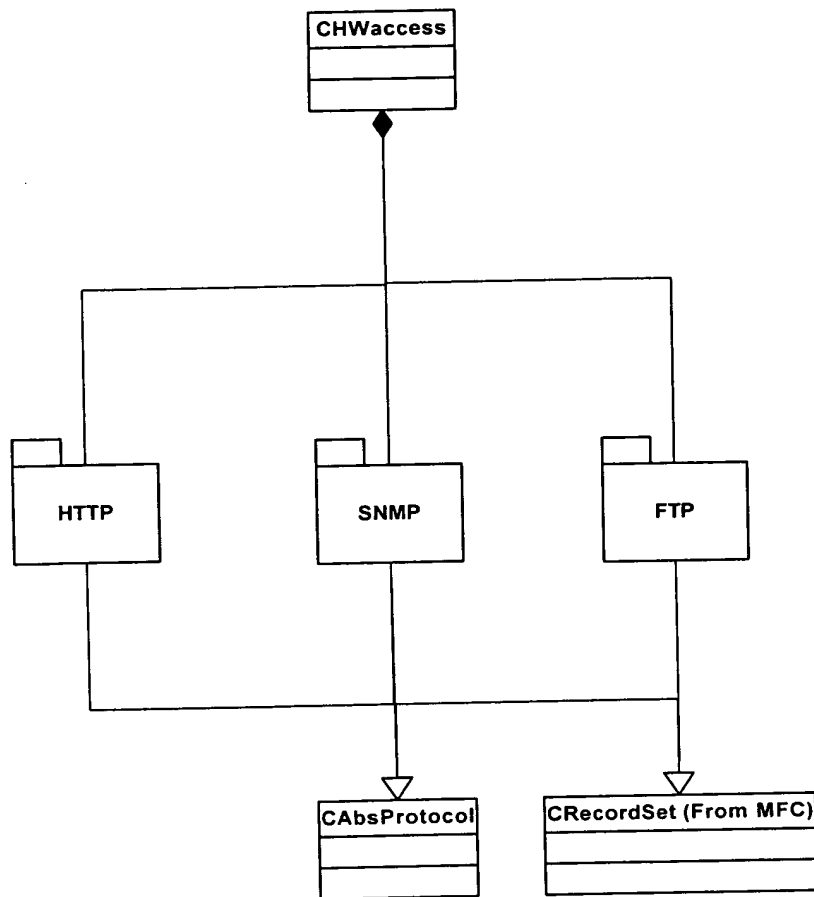 CHWaccess
HTTP
SNMP
FTP
CAbsProtocol
CRecordSet (From MFC)